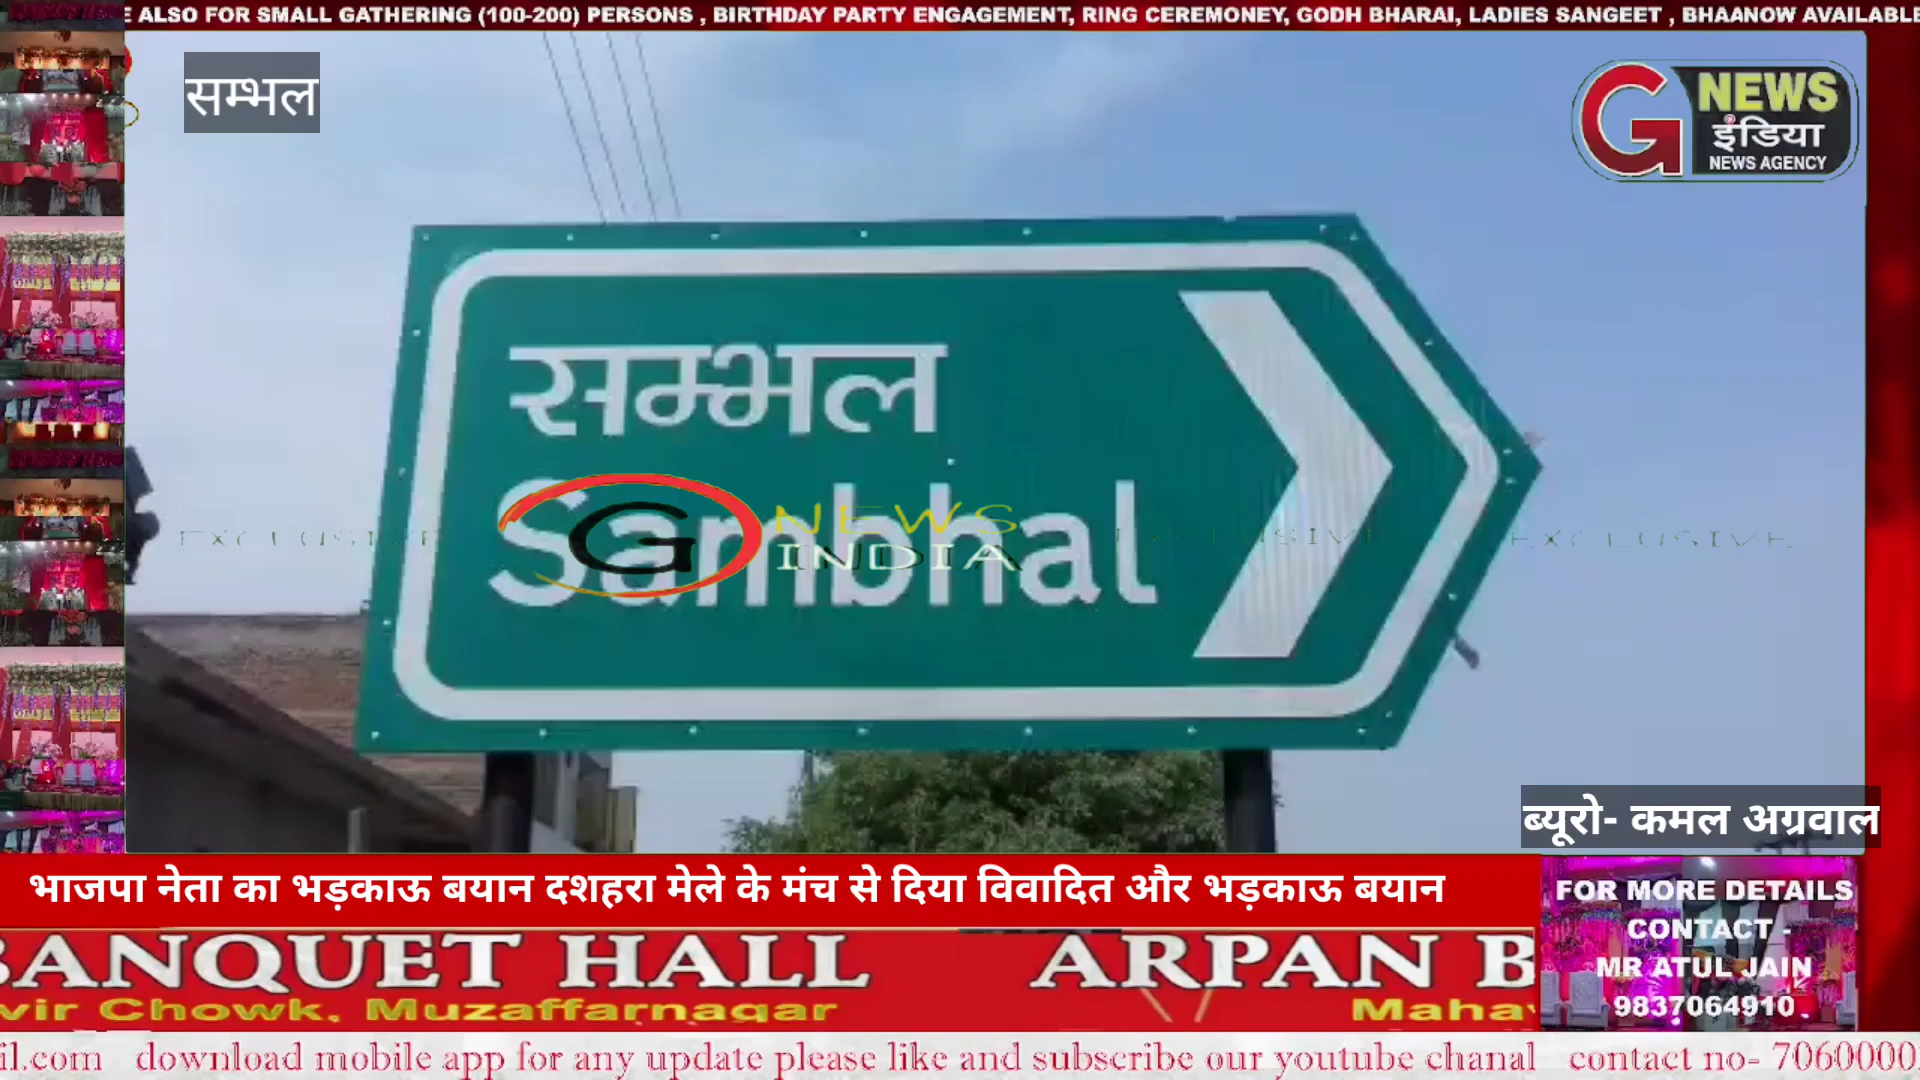 ALSO FOR SMALL GATHERING (100-200) PERSONS , BIRTHDAY PARTY ENGAGEMENT, RING CEREMONEY, GODH BHARAI, LADIES SANGEET , BHAANOW AVAILABLE
सम्भल
G NEWS
इंडिया
NEWS AGENCY
सम्भल
Sambhal
G NEWS
INDIA
EXCLUSIVE EXCLUSIVE EXCLUSIVE
ब्यूरो- कमल अग्रवाल
भाजपा नेता का भड़काऊ बयान दशहरा मेले के मंच से दिया विवादित और भड़काऊ बयान
BANQUET HALL ARPAN B
vir Chowk, Muzaffarnagar Maha
FOR MORE DETAILS
CONTACT -
MR ATUL JAIN
9837064910
il.com download mobile app for any update please like and subscribe our youtube chanal contact no- 7060000